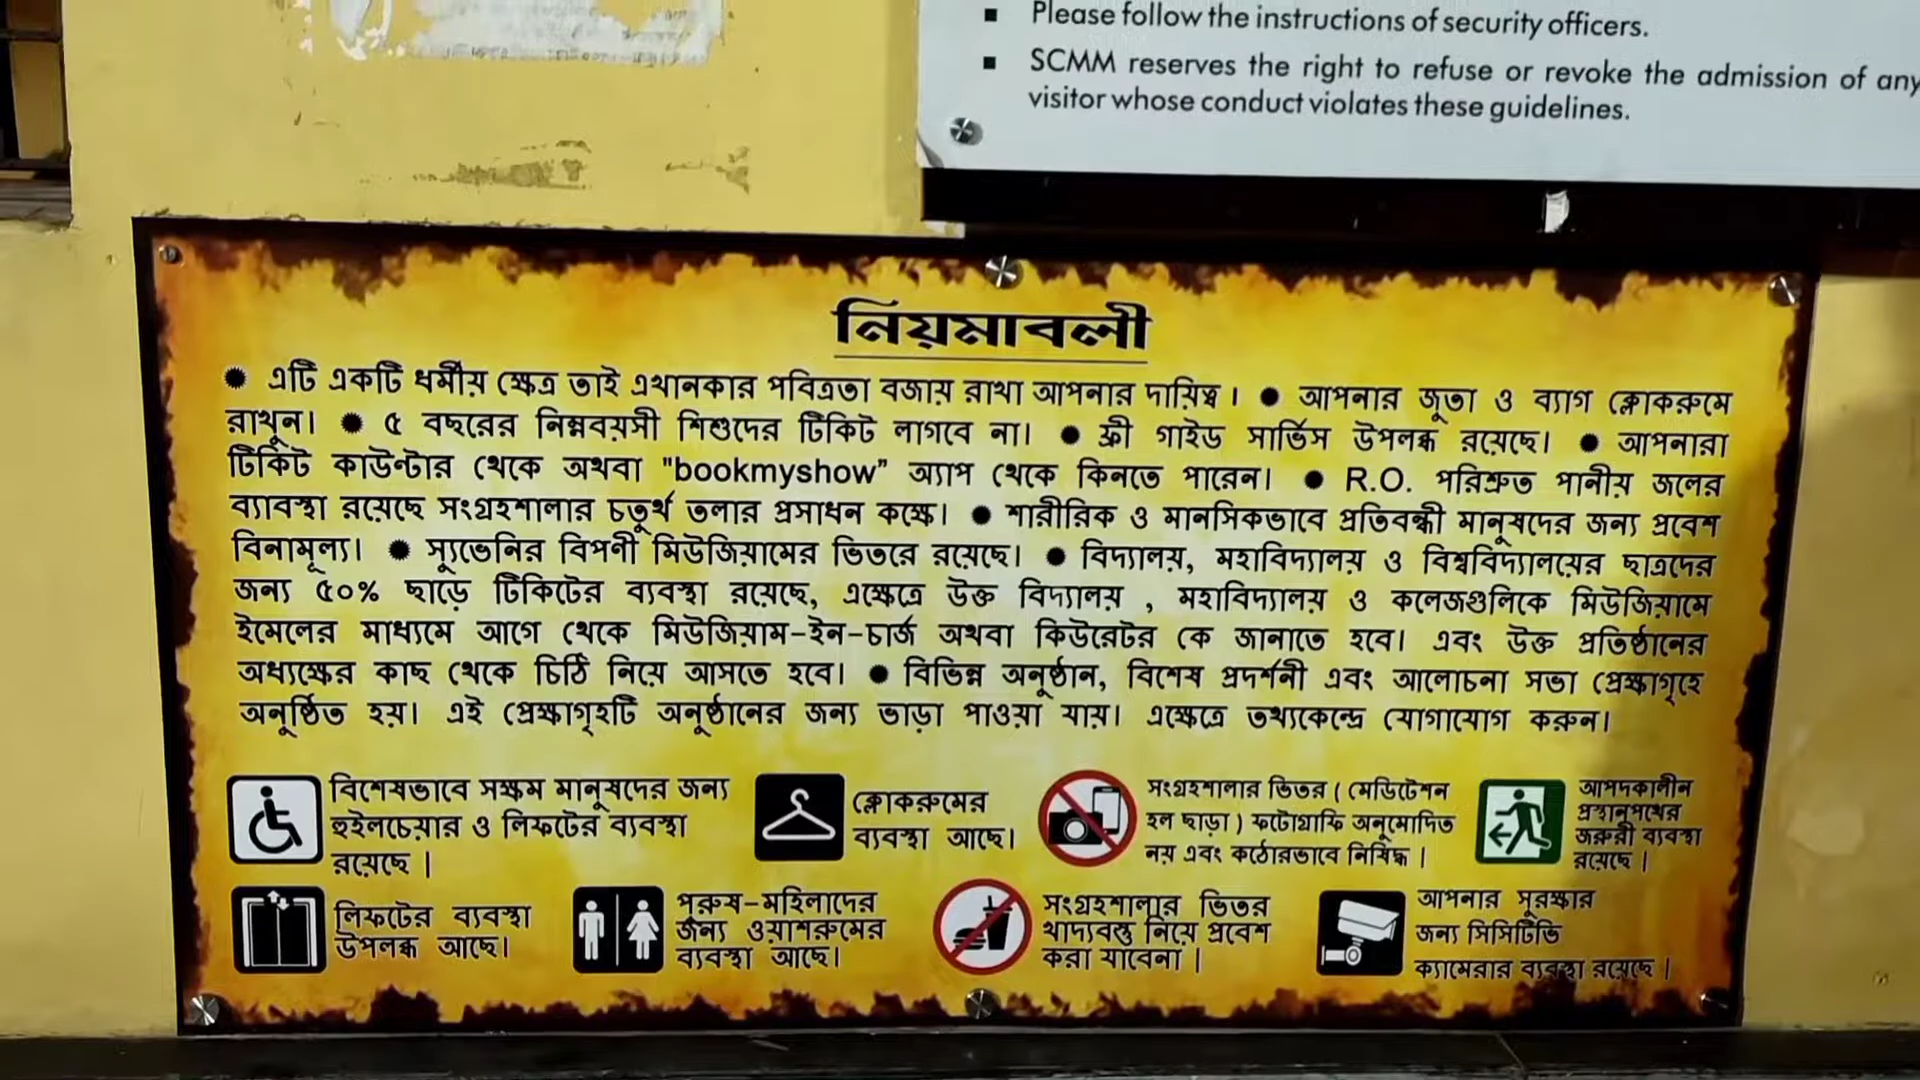 Please follow the instructions of security officers.
SCMM reserves the right to refuse or revoke the admission of any
visitor whose conduct violates these guidelines.
নিয়মাবলী
এটি একটি ধর্মীয় ক্ষেত্র তাই এখানকার পবিত্রতা বজায় রাখা আপনার দায়িত্ব। ● আপনার জুতা ও ব্যাগ ক্লোকরুমে
রাখুন। ● ৫ বছরের নিম্নবয়সী শিশুদের টিকিট লাগবে না। ● ফ্রী গাইড সার্ভিস উপলব্ধ রয়েছে। ● আপনারা
টিকিট কাউন্টার থেকে অথবা "bookmyshow" অ্যাপ থেকে কিনতে পারেন। ● R.O. পরিশ্রুত পানীয় জলের
ব্যাবস্থা রয়েছে সংগ্রহশালার চতুর্থ তলার প্রসাধন কক্ষে। ● শারীরিক ও মানসিকভাবে প্রতিবন্ধী মানুষদের জন্য প্রবেশ
বিনামূল্য। ● স্যুভেনির বিপণী মিউজিয়ামের ভিতরে রয়েছে। ● বিদ্যালয়, মহাবিদ্যালয় ও বিশ্ববিদ্যালয়ের ছাত্রদের
জন্য ৫০% ছাড়ে টিকিটের ব্যবস্থা রয়েছে, এক্ষেত্রে উক্ত বিদ্যালয় , মহাবিদ্যালয় ও কলেজগুলিকে মিউজিয়ামে
ইমেলের মাধ্যমে আগে থেকে মিউজিয়াম-ইন-চার্জ অথবা কিউরেটর কে জানাতে হবে। এবং উক্ত প্রতিষ্ঠানের
অধ্যক্ষের কাছ থেকে চিঠি নিয়ে আসতে হবে। ● বিভিন্ন অনুষ্ঠান, বিশেষ প্রদর্শনী এবং আলোচনা সভা প্রেক্ষাগৃহে
অনুষ্ঠিত হয়। এই প্রেক্ষাগৃহটি অনুষ্ঠানের জন্য ভাড়া পাওয়া যায়। এক্ষেত্রে তথ্যকেন্দ্রে যোগাযোগ করুন।
বিশেষভাবে সক্ষম মানুষদের জন্য
হুইলচেয়ার ও লিফটের ব্যবস্থা
রয়েছে |
ক্লোকরুমের
ব্যবস্থা আছে।
সংগ্রহশালার ভিতর ( মেডিটেশন
হল ছাড়া ) ফটোগ্রাফি অনুমোদিত
নয় এবং কঠোরভাবে নিষিদ্ধ |
আপদকালীন
প্রস্থানপথের
জরুরী ব্যবস্থা
রয়েছে |
লিফটের ব্যবস্থা
উপলব্ধ আছে।
পুরুষ-মহিলাদের
জন্য ওয়াশরুমের
ব্যবস্থা আছে।
সংগ্রহশালার ভিতর
খাদ্যবস্তু নিয়ে প্রবেশ
করা যাবেনা |
আপনার সুরক্ষার
জন্য সিসিটিভি
ক্যামেরার ব্যবস্থা রয়েছে |